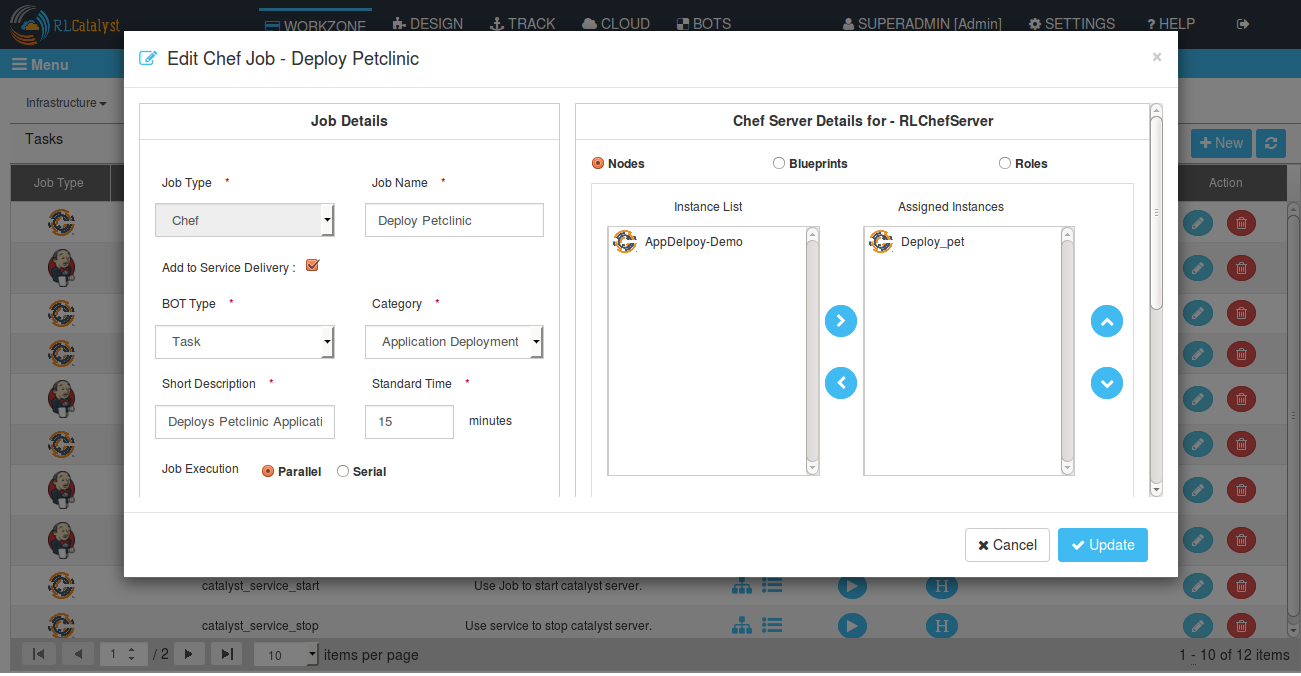 RLCatalyst
WORKZONE DESIGN TRACK CLOUD BOTS SUPERADMIN [Admin] SETTINGS ? HELP
Menu
Edit Chef Job - Deploy Petclinic ×
Infrastructure
Tasks
+ New
Job Type
Action
Job Details
Job Type *
Job Name *
Chef
Deploy Petclinic
Add to Service Delivery :
BOT Type *
Category *
Task
Application Deployment
Short Description *
Standard Time *
Deploys Petclinic Applicati
15 minutes
Job Execution Parallel Serial
Chef Server Details for - RLChefServer
Nodes Blueprints Roles
Instance List
Assigned Instances
AppDelpoy-Demo
Deploy_pet
Cancel Update
catalyst_service_start Use Job to start catalyst server. H
catalyst_service_stop Use service to stop catalyst server. H
1 / 2 10 items per page 1 - 10 of 12 items